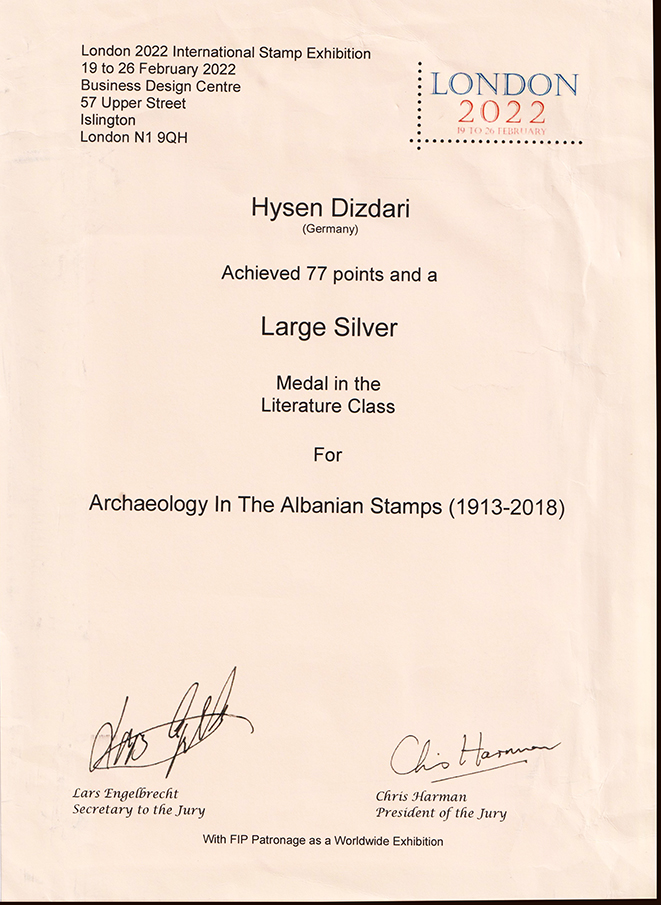 London 2022 International Stamp Exhibition
19 to 26 February 2022
Business Design Centre
57 Upper Street
Islington
London N1 9QH
LONDON
2022
19 TO 26 FEBRUARY
Hysen Dizdari
(Germany)
Achieved 77 points and a
Large Silver
Medal in the
Literature Class
For
Archaeology In The Albanian Stamps (1913-2018)
Chris Harman
Lars Engelbrecht
Secretary to the Jury
Chris Harman
President of the Jury
With FIP Patronage as a Worldwide Exhibition